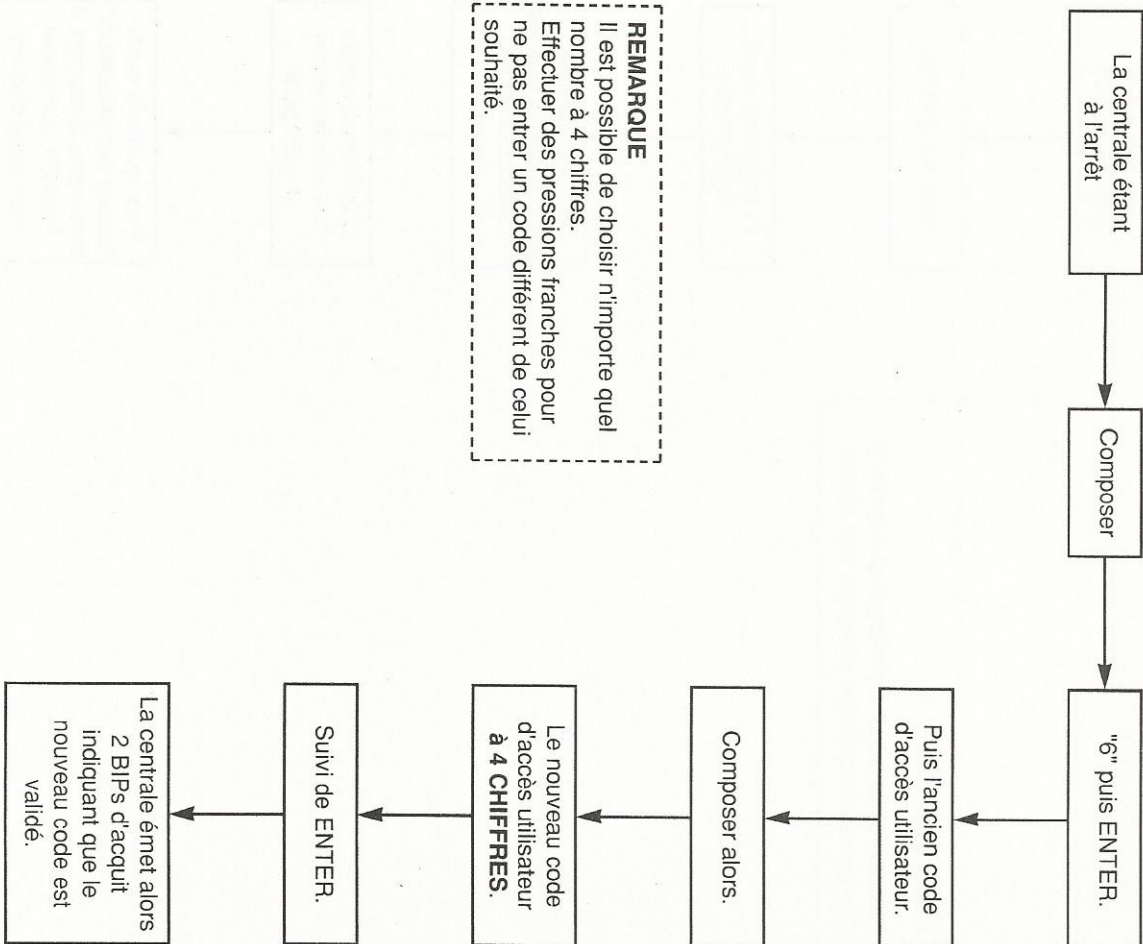 La centrale étant
à l'arrêt
Composer
"6" puis ENTER.
Puis l'ancien code
d'accès utilisateur.
Composer alors.
Le nouveau code
d'accès utilisateur
à 4 CHIFFRES.
Suivi de ENTER.
La centrale émet alors
2 BIPs d'acquit
indiquant que le
nouveau code est
validé.
REMARQUE
Il est possible de choisir n'importe quel
nombre à 4 chiffres.
Effectuer des pressions franches pour
ne pas entrer un code différent de celui
souhaité.